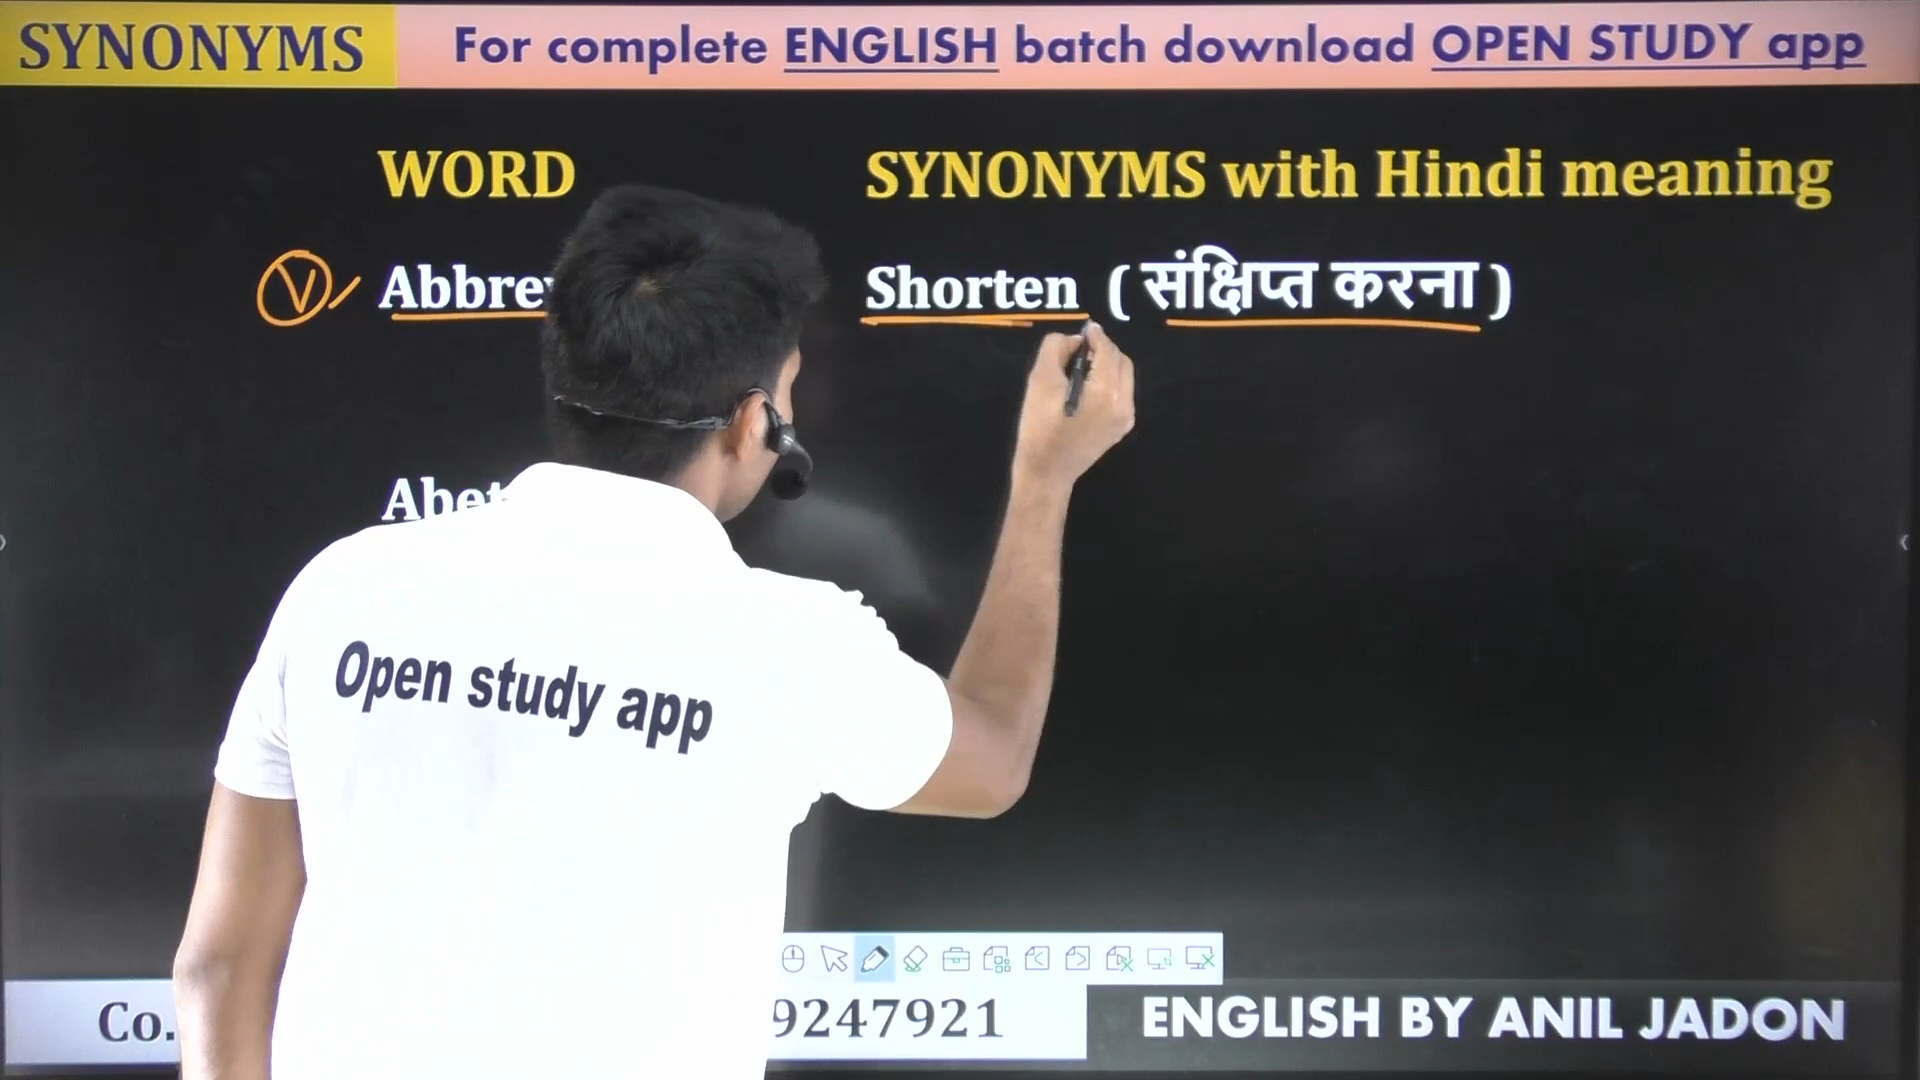 SYNONYMS For complete ENGLISH batch download OPEN STUDY app
WORD SYNONYMS with Hindi meaning
V Shorten ( संक्षिप्त करना )
Open study app
Co. 9247921 ENGLISH BY ANIL JADON